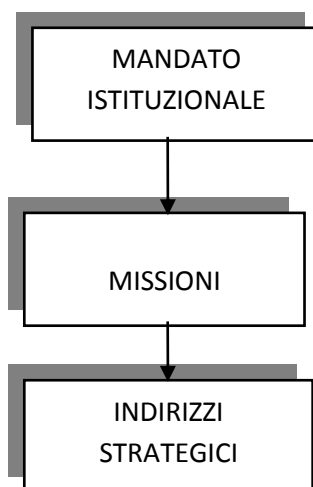 MANDATO
ISTITUZIONALE
MISSIONI
INDIRIZZI
STRATEGICI